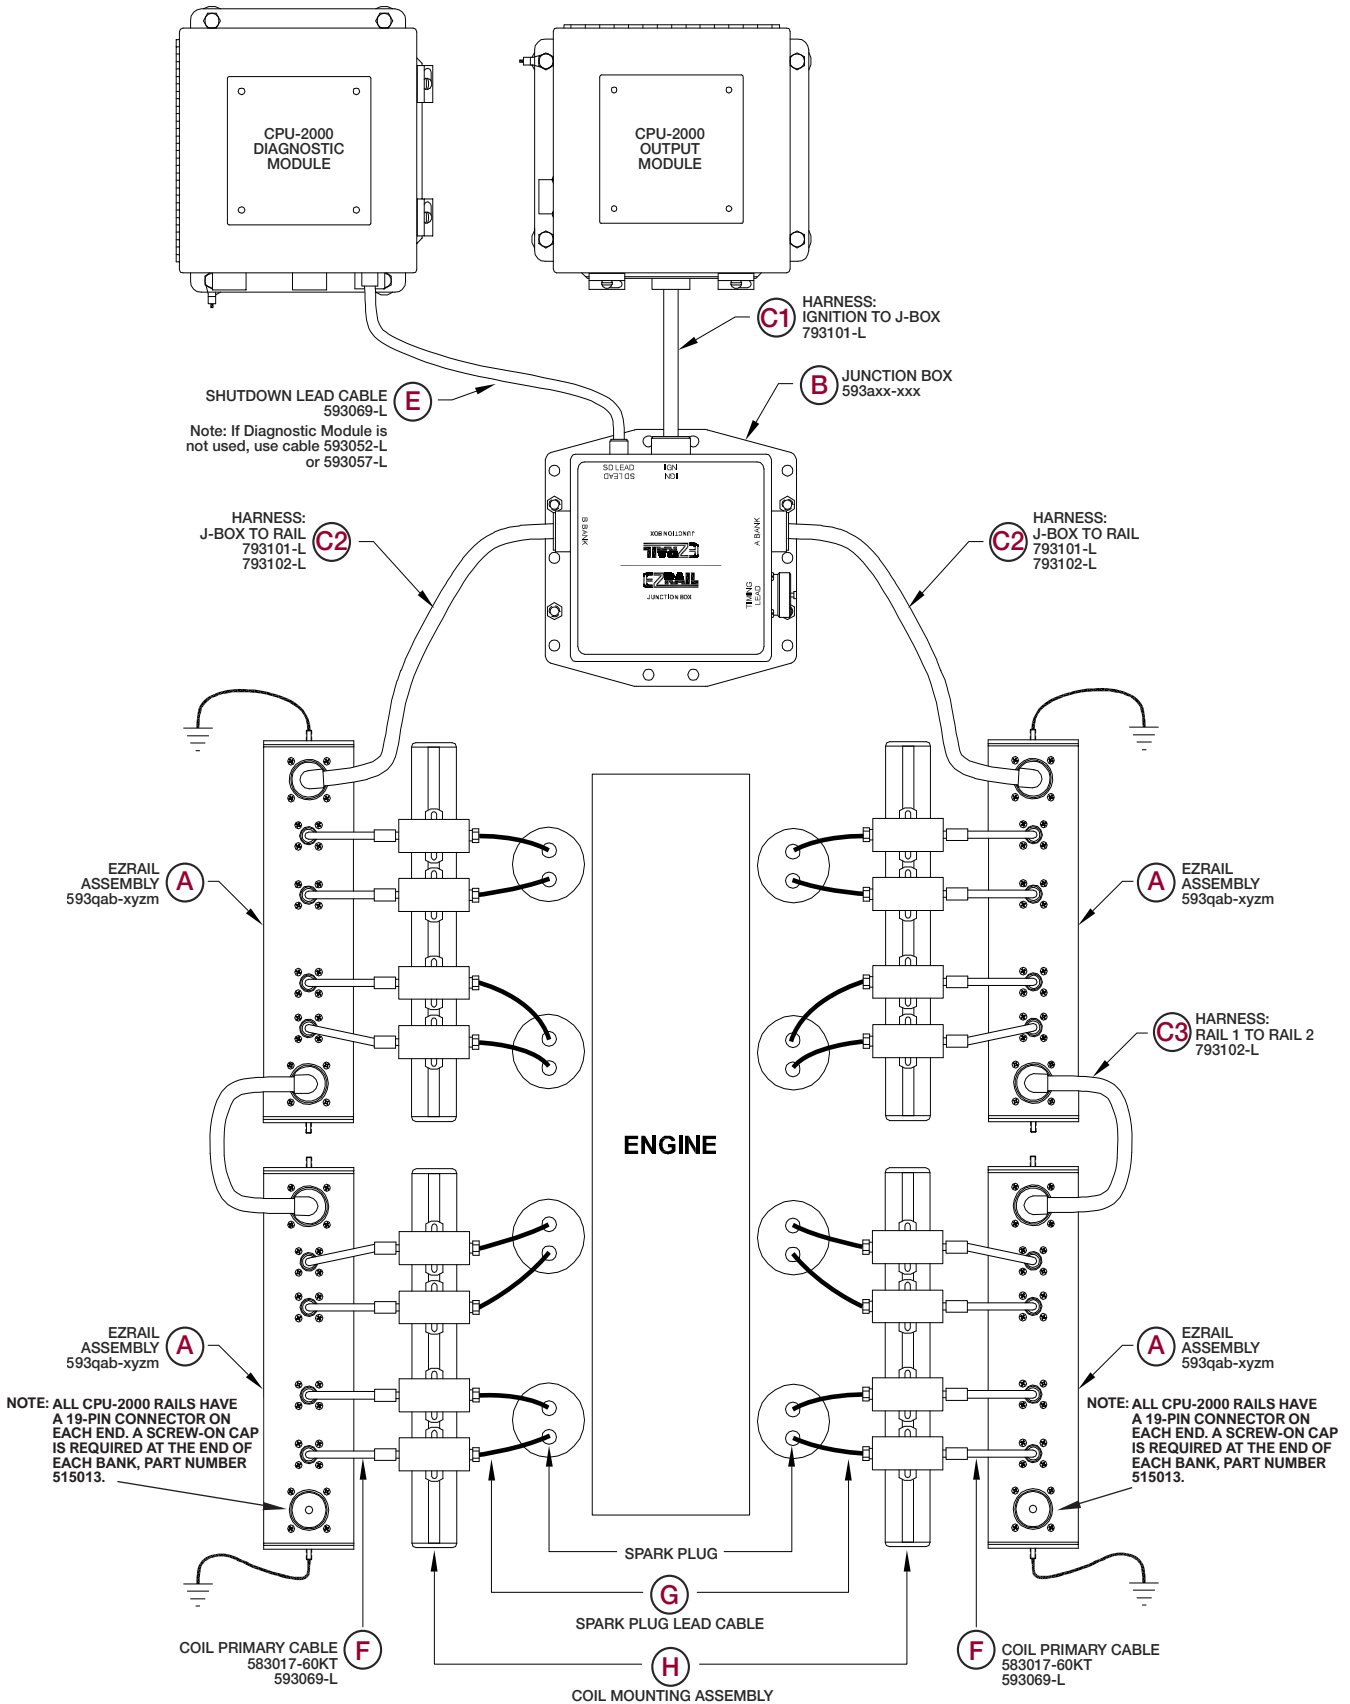 CPU-2000
DIAGNOSTIC
MODULE
CPU-2000
OUTPUT
MODULE
C1
HARNESS:
IGNITION TO J-BOX
793101-L
B
JUNCTION BOX
593axx-xxx
SHUTDOWN LEAD CABLE
593069-L
E
Note: If Diagnostic Module is
not used, use cable 593052-L
or 593057-L
SD LEAD
SD LEAD
IGN
IGN
B BANK
A BANK
JUNCTION BOX
EZRAIL
EZRAIL
JUNCTION BOX
TIMING
LEAD
HARNESS:
J-BOX TO RAIL
793101-L
793102-L
C2
C2
HARNESS:
J-BOX TO RAIL
793101-L
793102-L
EZRAIL
ASSEMBLY
593qab-xyzm
A
A
EZRAIL
ASSEMBLY
593qab-xyzm
C3
HARNESS:
RAIL 1 TO RAIL 2
793102-L
ENGINE
EZRAIL
ASSEMBLY
593qab-xyzm
A
A
EZRAIL
ASSEMBLY
593qab-xyzm
NOTE: ALL CPU-2000 RAILS HAVE
A 19-PIN CONNECTOR ON
EACH END. A SCREW-ON CAP
IS REQUIRED AT THE END OF
EACH BANK, PART NUMBER
515013.
NOTE: ALL CPU-2000 RAILS HAVE
A 19-PIN CONNECTOR ON
EACH END. A SCREW-ON CAP
IS REQUIRED AT THE END OF
EACH BANK, PART NUMBER
515013.
SPARK PLUG
G
SPARK PLUG LEAD CABLE
COIL PRIMARY CABLE
583017-60KT
593069-L
F
H
COIL MOUNTING ASSEMBLY
F
COIL PRIMARY CABLE
583017-60KT
593069-L